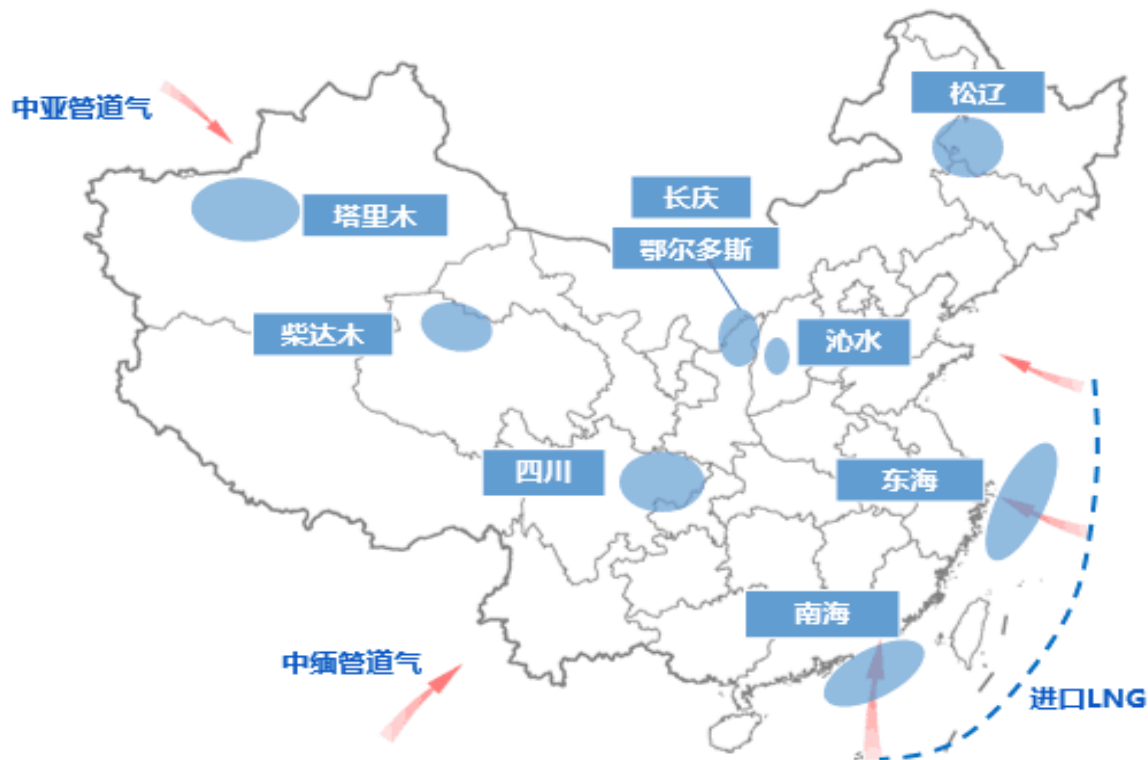 松辽
中亚管道气
长庆
塔里木
鄂尔多斯
柴达木
沁水
四川
东海
南海
中缅管道气
进口LNG